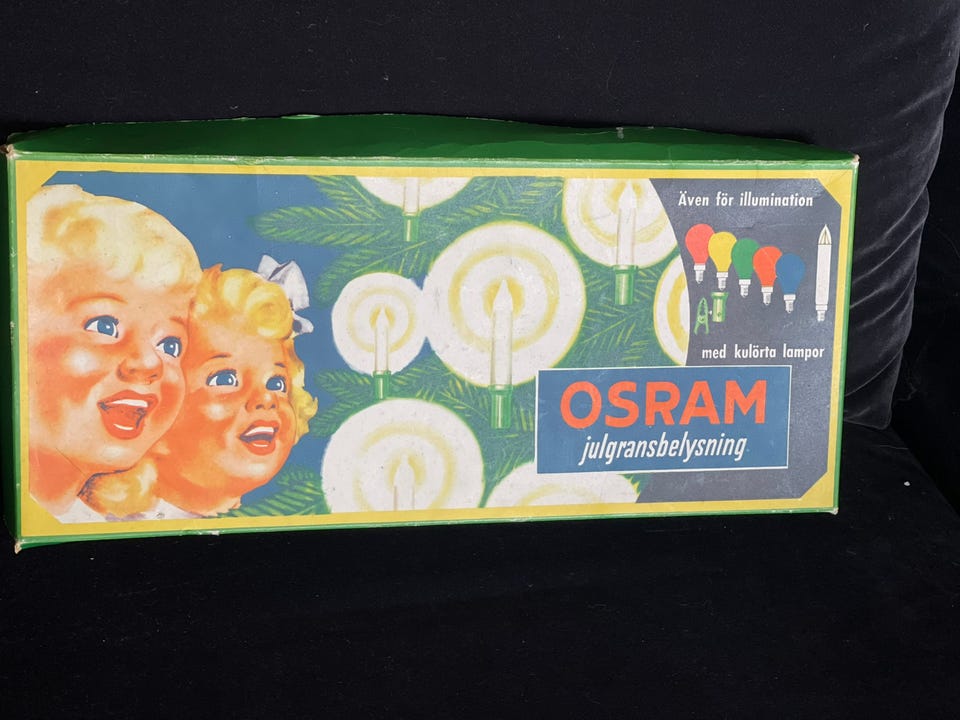 Även för illumination
med kulörta lampor
OSRAM
julgransbelysning